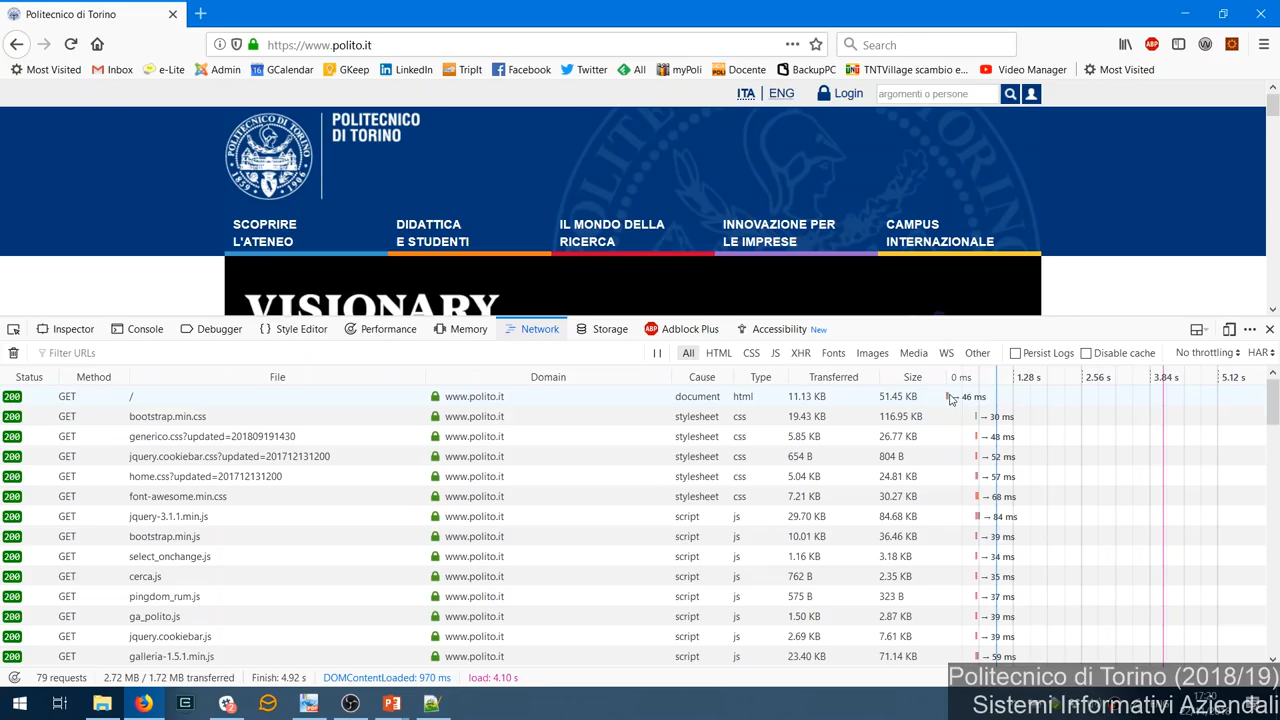 Politecnico di Torino
https://www.polito.it
Search
Most Visited Inbox e-Lite Admin GCalendar GKeep LinkedIn TripIt Facebook Twitter All myPoli Docente BackupPC TNTVillage scambio e... Video Manager Most Visited
ITA | ENG Login argomenti o persone
POLITECNICO
DI TORINO
SCOPRIRE
L'ATENEO
DIDATTICA
E STUDENTI
IL MONDO DELLA
RICERCA
INNOVAZIONE PER
LE IMPRESE
CAMPUS
INTERNAZIONALE
VISIONARY
Inspector Console Debugger Style Editor Performance Memory Network Storage Adblock Plus Accessibility New
Filter URLs All HTML CSS JS XHR Fonts Images Media WS Other Persist Logs Disable cache No throttling HAR
Status Method File Domain Cause Type Transferred Size 0 ms 1.28 s 2.56 s 3.84 s 5.12 s
200 GET / www.polito.it document html 11.13 KB 51.45 KB → 46 ms
200 GET bootstrap.min.css www.polito.it stylesheet css 19.43 KB 116.95 KB → 30 ms
200 GET generico.css?updated=201809191430 www.polito.it stylesheet css 5.85 KB 26.77 KB → 48 ms
200 GET jquery.cookiebar.css?updated=201712131200 www.polito.it stylesheet css 654 B 804 B → 52 ms
200 GET home.css?updated=201712131200 www.polito.it stylesheet css 5.04 KB 24.81 KB → 57 ms
200 GET font-awesome.min.css www.polito.it stylesheet css 7.21 KB 30.27 KB → 68 ms
200 GET jquery-3.1.1.min.js www.polito.it script js 29.70 KB 84.68 KB → 84 ms
200 GET bootstrap.min.js www.polito.it script js 10.01 KB 36.46 KB → 39 ms
200 GET select_onchange.js www.polito.it script js 1.16 KB 3.18 KB → 34 ms
200 GET cerca.js www.polito.it script js 762 B 2.35 KB → 35 ms
200 GET pingdom_rum.js www.polito.it script js 575 B 323 B → 37 ms
200 GET ga_polito.js www.polito.it script js 1.50 KB 2.87 KB → 39 ms
200 GET jquery.cookiebar.js www.polito.it script js 2.69 KB 7.61 KB → 39 ms
200 GET galleria-1.5.1.min.js www.polito.it script js 23.40 KB 71.14 KB → 59 ms
79 requests 2.72 MB / 1.72 MB transferred Finish: 4.92 s DOMContentLoaded: 970 ms load: 4.10 s
Politecnico di Torino (2018/19)
Sistemi Informativi Aziendali